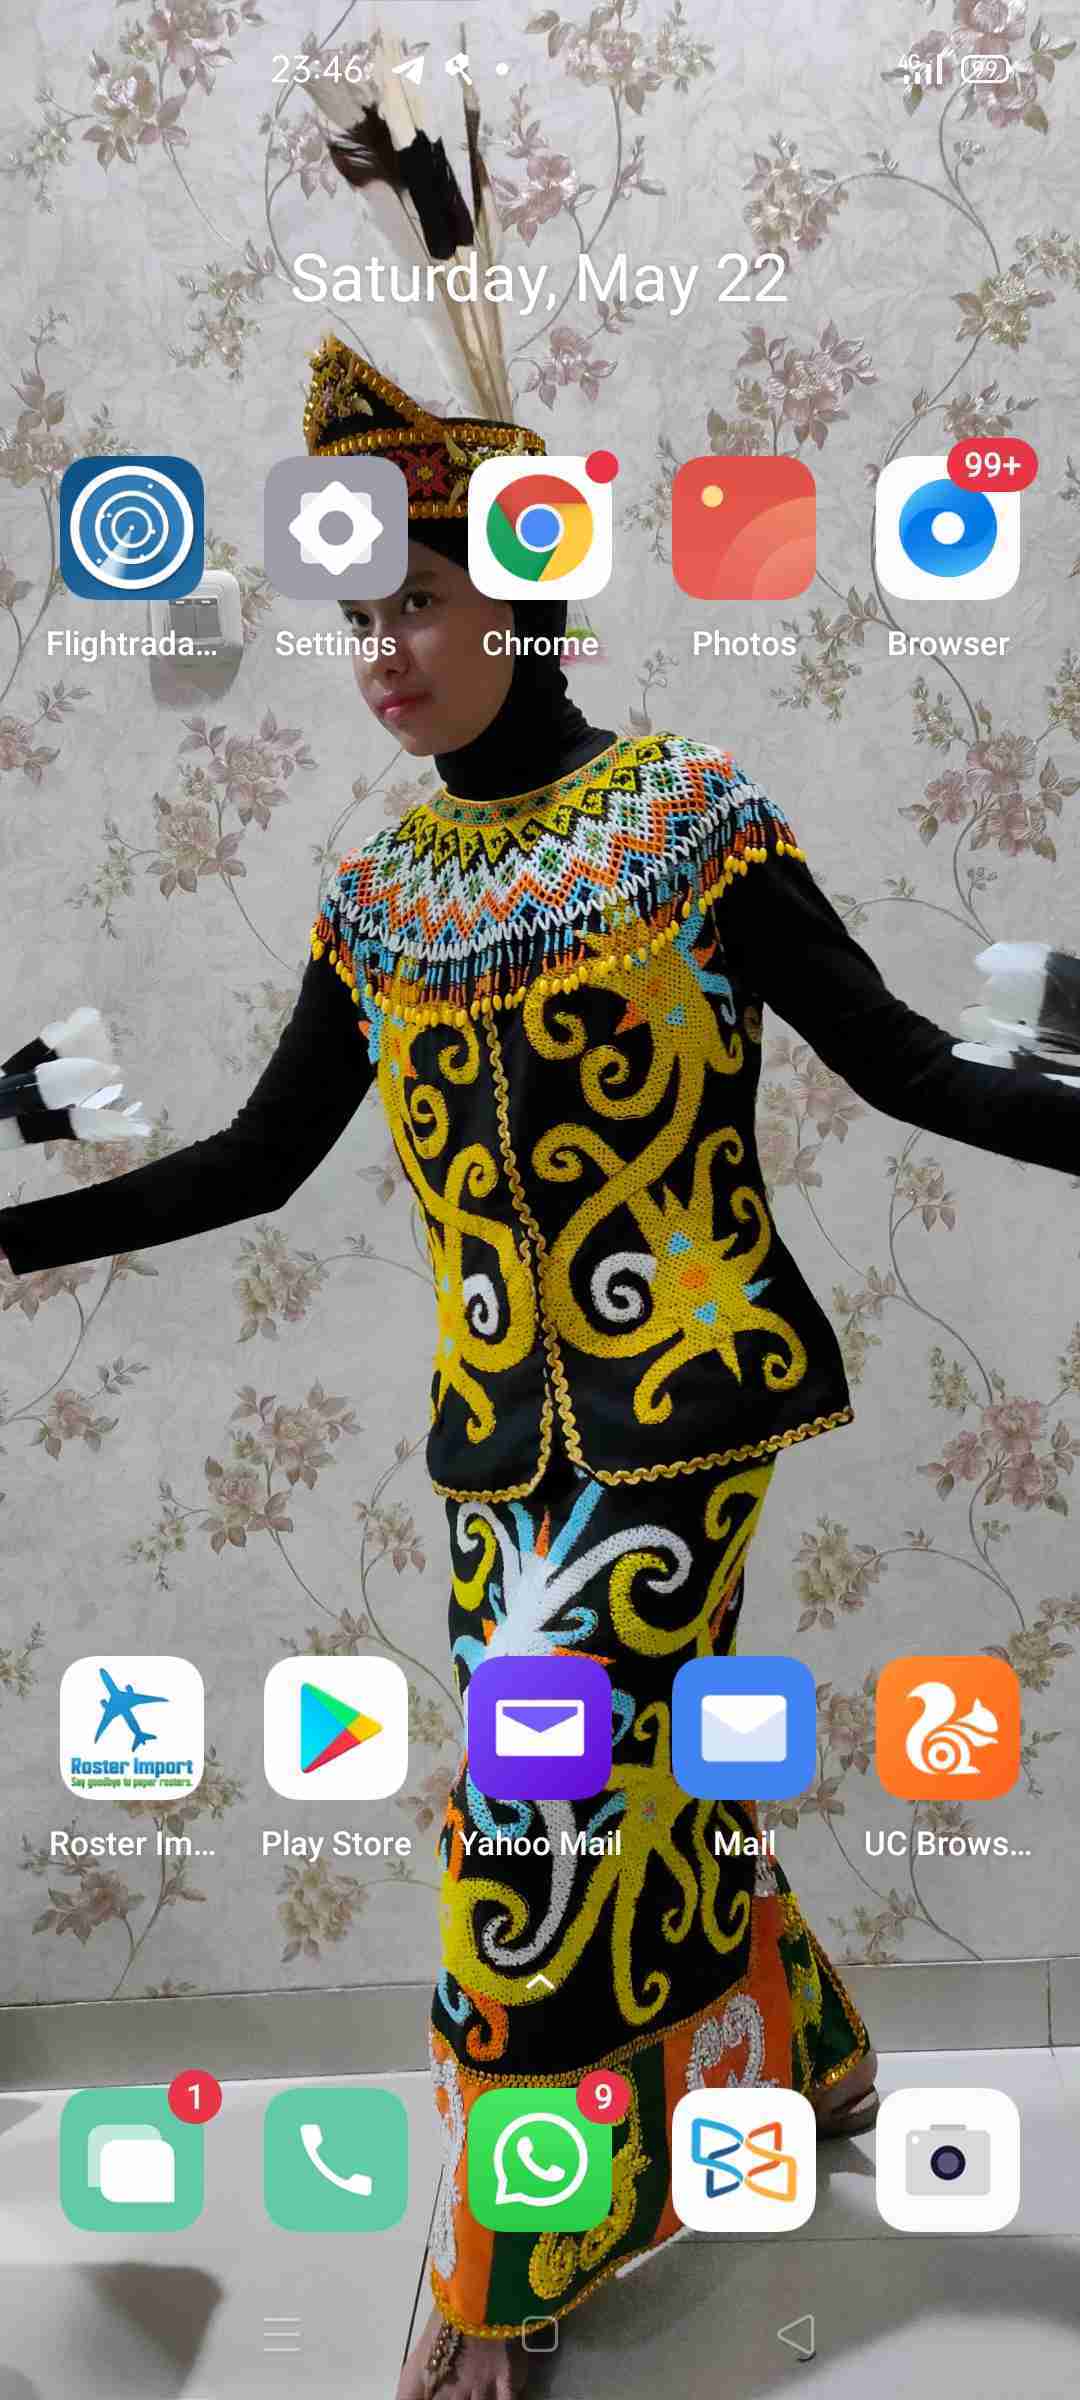 23:46
4G
99
Saturday, May 22
99+
Flightrada...
Settings
Chrome
Photos
Browser
Roster Import
Say goodbye to paper rosters.
Roster Im...
Play Store
Yahoo Mail
Mail
UC Brows...
1
9